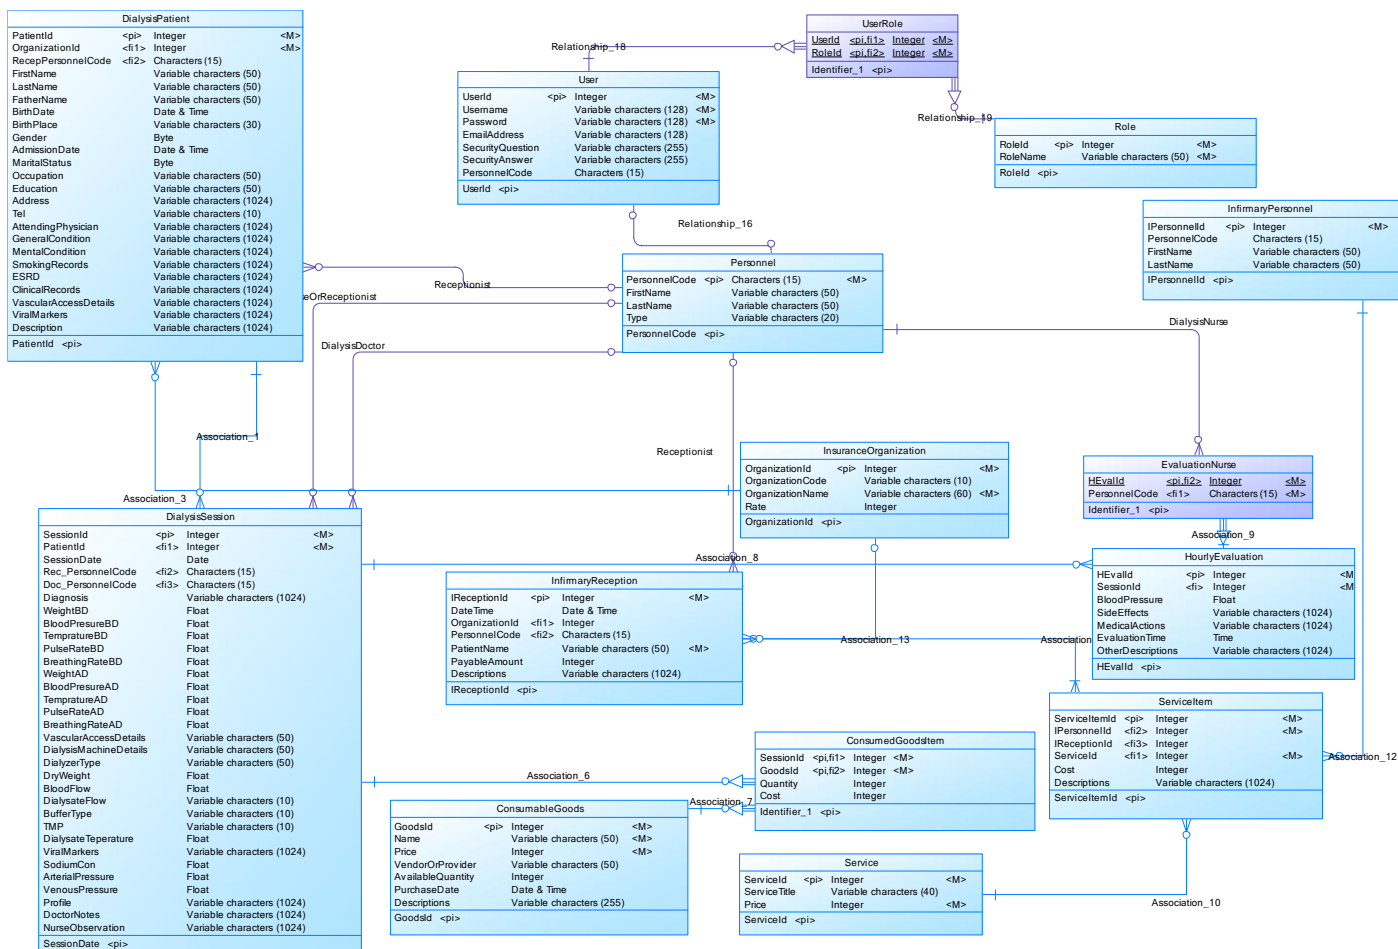 DialysisPatient
PatientId <pi> Integer <M>
OrganizationId <fi1> Integer <M>
RecepPersonnelCode <fi2> Characters (15)
FirstName Variable characters (50)
LastName Variable characters (50)
FatherName Variable characters (50)
BirthDate Date & Time
BirthPlace Variable characters (30)
Gender Byte
AdmissionDate Date & Time
MaritalStatus Byte
Occupation Variable characters (50)
Education Variable characters (50)
Address Variable characters (1024)
Tel Variable characters (10)
AttendingPhysician Variable characters (1024)
GeneralCondition Variable characters (1024)
MentalCondition Variable characters (1024)
SmokingRecords Variable characters (1024)
ESRD Variable characters (1024)
ClinicalRecords Variable characters (1024)
VascularAccessDetails Variable characters (1024)
ViralMarkers Variable characters (1024)
Description Variable characters (1024)
PatientId <pi>
Relationship_18
User
UserId <pi> Integer <M>
Username Variable characters (128) <M>
Password Variable characters (128) <M>
EmailAddress Variable characters (128)
SecurityQuestion Variable characters (255)
SecurityAnswer Variable characters (255)
PersonnelCode Characters (15)
UserId <pi>
UserRole
UserId <pi,fi1> Integer <M>
RoleId <pi,fi2> Integer <M>
Identifier_1 <pi>
Relationship_19
Role
RoleId <pi> Integer <M>
RoleName Variable characters (50) <M>
RoleId <pi>
InfirmaryPersonnel
IPersonnelId <pi> Integer <M>
PersonnelCode Characters (15)
FirstName Variable characters (50)
LastName Variable characters (50)
IPersonnelId <pi>
Relationship_16
Personnel
PersonnelCode <pi> Characters (15) <M>
FirstName Variable characters (50)
LastName Variable characters (50)
Type Variable characters (20)
PersonnelCode <pi>
Receptionist
eOrReceptionist
DialysisDoctor
DialysisNurse
Association_1
Receptionist
Association_3
InsuranceOrganization
OrganizationId <pi> Integer <M>
OrganizationCode Variable characters (10)
OrganizationName Variable characters (60) <M>
Rate Integer
OrganizationId <pi>
EvaluationNurse
HEvalId <pi,fi2> Integer <M>
PersonnelCode <fi1> Characters (15) <M>
Identifier_1 <pi>
Association_9
Association_8
HourlyEvaluation
HEvalId <pi> Integer <M
SessionId <fi> Integer <M
BloodPressure Float
SideEffects Variable characters (1024)
MedicalActions Variable characters (1024)
EvaluationTime Time
OtherDescriptions Variable characters (1024)
HEvalId <pi>
DialysisSession
SessionId <pi> Integer <M>
PatientId <fi1> Integer <M>
SessionDate Date
Rec_PersonnelCode <fi2> Characters (15)
Doc_PersonnelCode <fi3> Characters (15)
Diagnosis Variable characters (1024)
WeightBD Float
BloodPresureBD Float
TempratureBD Float
PulseRateBD Float
BreathingRateBD Float
WeightAD Float
BloodPresureAD Float
TempratureAD Float
PulseRateAD Float
BreathingRateAD Float
VascularAccessDetails Variable characters (50)
DialysisMachineDetails Variable characters (50)
DialyzerType Variable characters (50)
DryWeight Float
BloodFlow Float
DialysateFlow Variable characters (10)
BufferType Variable characters (10)
TMP Variable characters (10)
DialysateTeperature Float
ViralMarkers Variable characters (1024)
SodiumCon Float
ArterialPressure Float
VenousPressure Float
Profile Variable characters (1024)
DoctorNotes Variable characters (1024)
NurseObservation Variable characters (1024)
SessionDate <pi>
InfirmaryReception
IReceptionId <pi> Integer <M>
DateTime Date & Time
OrganizationId <fi1> Integer
PersonnelCode <fi2> Characters (15)
PatientName Variable characters (50) <M>
PayableAmount Integer
Descriptions Variable characters (1024)
IReceptionId <pi>
Association_13
Association
ServiceItem
ServiceItemId <pi> Integer <M>
IPersonnelId <fi2> Integer <M>
IReceptionId <fi3> Integer
ServiceId <fi1> Integer <M>
Cost Integer
Descriptions Variable characters (1024)
ServiceItemId <pi>
Association_12
Association_6
ConsumedGoodsItem
SessionId <pi,fi1> Integer <M>
GoodsId <pi,fi2> Integer <M>
Quantity Integer
Cost Integer
Identifier_1 <pi>
Association_7
ConsumableGoods
GoodsId <pi> Integer <M>
Name Variable characters (50) <M>
Price Integer <M>
VendorOrProvider Variable characters (50)
AvailableQuantity Integer
PurchaseDate Date & Time
Descriptions Variable characters (255)
GoodsId <pi>
Service
ServiceId <pi> Integer <M>
ServiceTitle Variable characters (40)
Price Integer <M>
ServiceId <pi>
Association_10